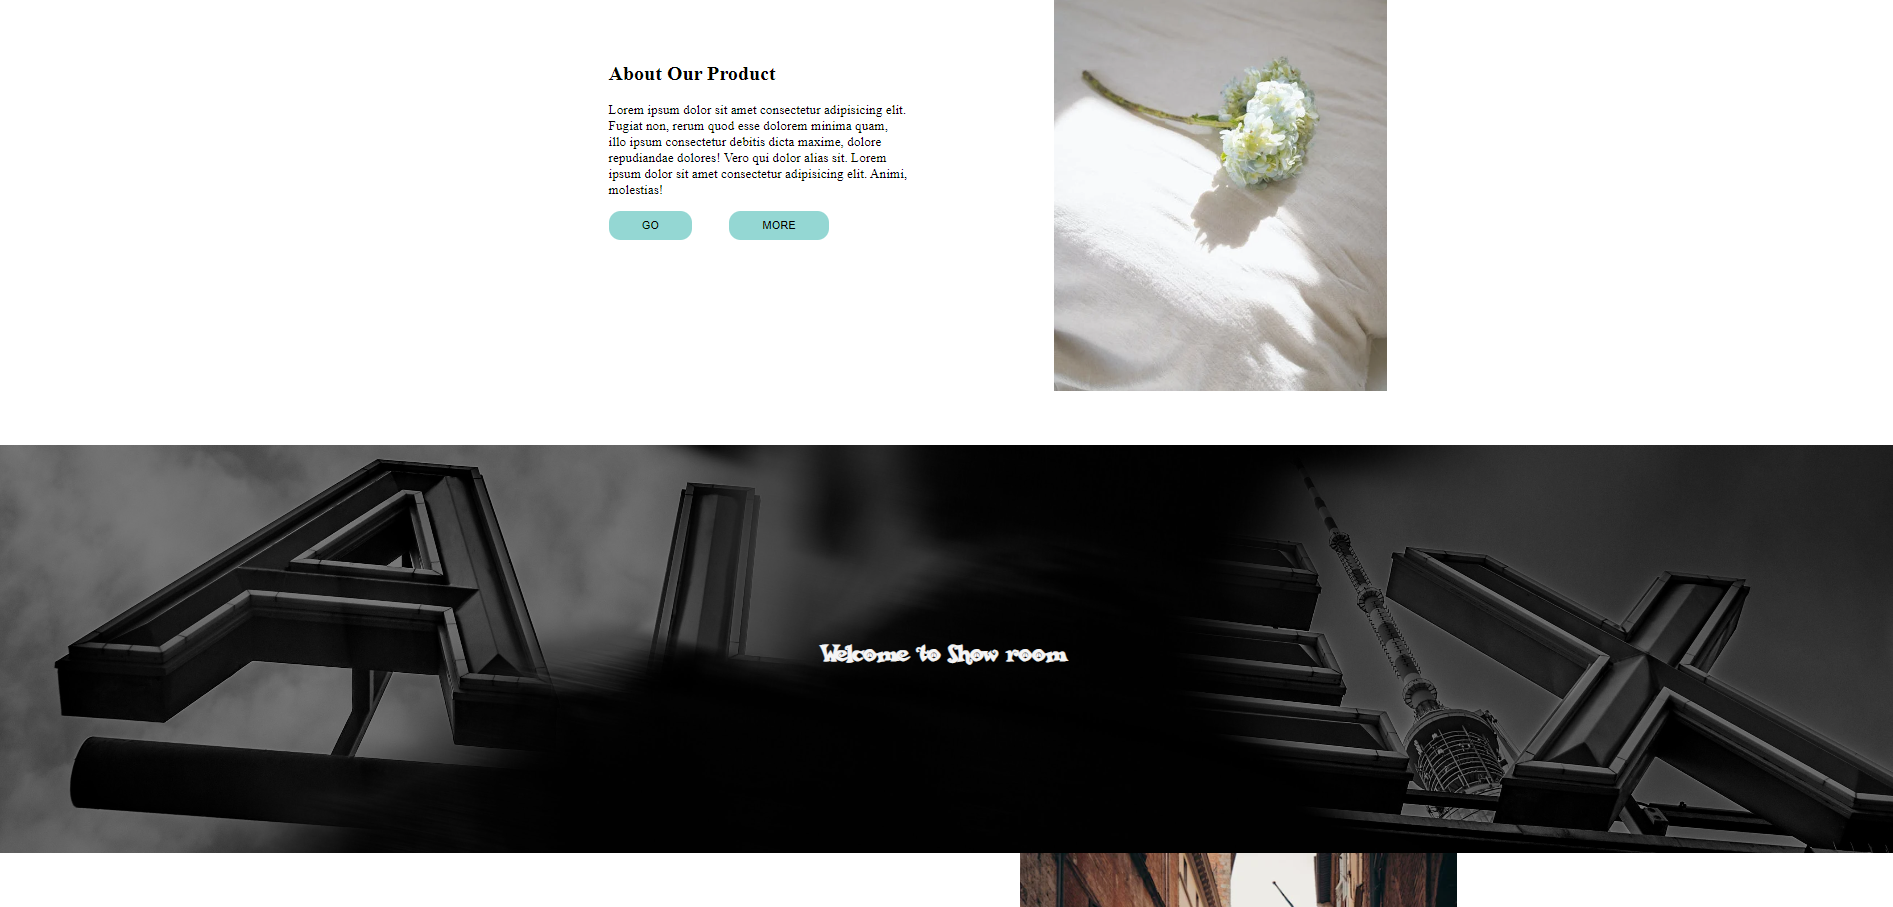 About Our Product
Lorem ipsum dolor sit amet consectetur adipisicing elit.
Fugiat non, rerum quod esse dolorem minima quam,
illo ipsum consectetur debitis dicta maxime, dolore
repudiandae dolores! Vero qui dolor alias sit. Lorem
ipsum dolor sit amet consectetur adipisicing elit. Animi,
molestias!
GO
MORE
Welcome to Show room